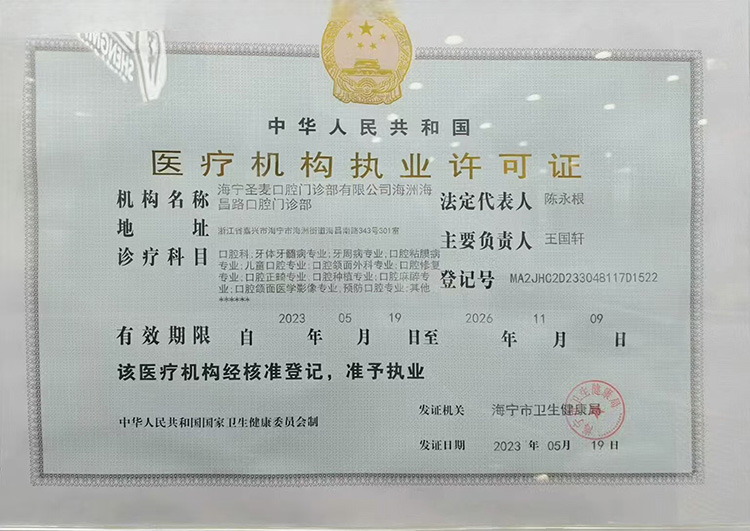 SHENGM
中华人民共和国
医疗机构执业许可证
机构名称 海宁圣麦口腔门诊部有限公司海洲海
昌路口腔门诊部
法定代表人 陈永根
地址 浙江省嘉兴市海宁市海洲街道海昌南路343号301室
主要负责人 王国轩
诊疗科目 口腔科;牙体牙髓病专业;牙周病专业;口腔粘膜病
专业;儿童口腔专业;口腔颌面外科专业;口腔修复
专业;口腔正畸专业;口腔种植专业;口腔麻醉专
业;口腔颌面医学影像专业;预防口腔专业;其他
******
登记号 MA2JHC2D233048117D1522
有效期限 自 2023 年 05 月 19 日至 2026 年 11 月 09 日
该医疗机构经核准登记，准予执业
中华人民共和国国家卫生健康委员会制
发证机关 海宁市卫生健康局
发证日期 2023 年 05月 19 日
海宁市卫生健康局